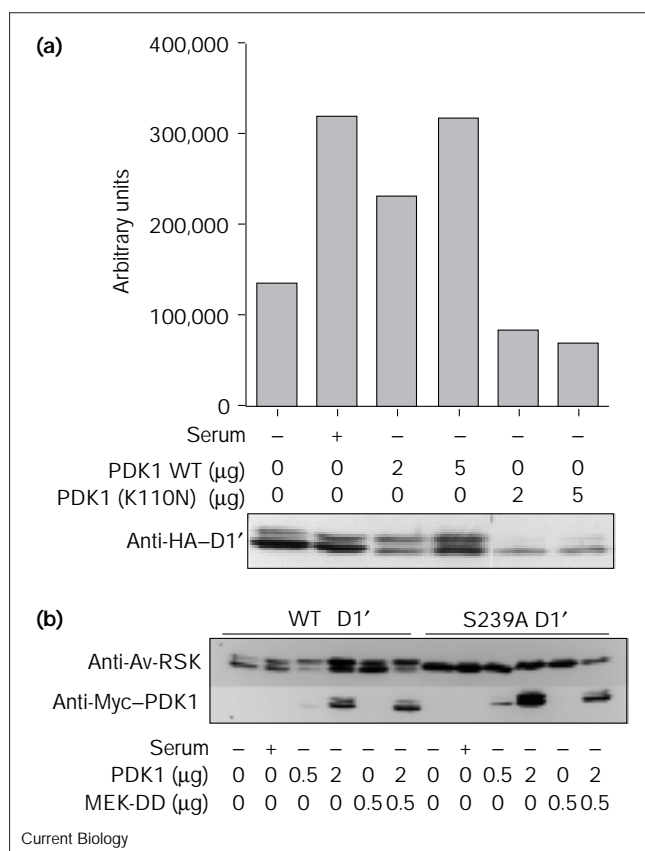 (a)
400,000
300,000
200,000
100,000
0
Arbitrary units
Serum – + – – – –
PDK1 WT (μg) 0 0 2 5 0 0
PDK1 (K110N) (μg) 0 0 0 0 2 5
Anti-HA–D1′
(b)
WT D1′ S239A D1′
Anti-Av-RSK
Anti-Myc–PDK1
Serum – + – – – – – + – – – –
PDK1 (μg) 0 0 0.5 2 0 2 0 0 0.5 2 0 2
MEK-DD (μg) 0 0 0 0 0.5 0.5 0 0 0 0 0.5 0.5
Current Biology